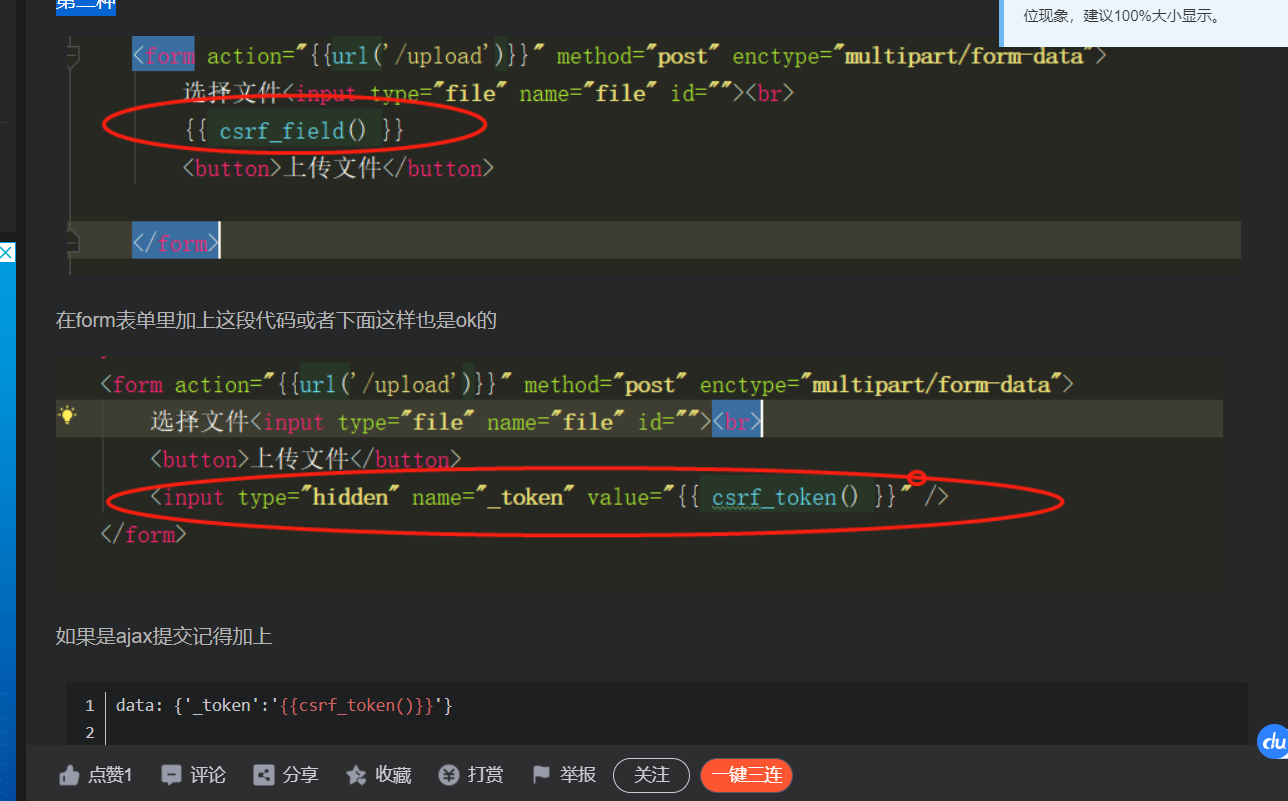 第二种
位现象，建议100%大小显示。
<form action="{{url('/upload')}}" method="post" enctype="multipart/form-data">
选择文件<input type="file" name="file" id=""><br>
{{ csrf_field() }}
<button>上传文件</button>
</form>
在form表单里加上这段代码或者下面这样也是ok的
<form action="{{url('/upload')}}" method="post" enctype="multipart/form-data">
选择文件<input type="file" name="file" id=""><br>
<button>上传文件</button>
<input type="hidden" name="_token" value="{{ csrf_token() }}" />
</form>
如果是ajax提交记得加上
1 data: {'_token':'{{csrf_token()}}'}
2
du
点赞1 评论 分享 收藏 打赏 举报 关注 一键三连